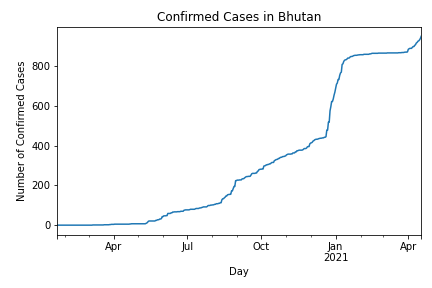 Confirmed Cases in Bhutan
Number of Confirmed Cases
800
600
400
200
0
Apr
Jul
Oct
Jan
2021
Apr
Day